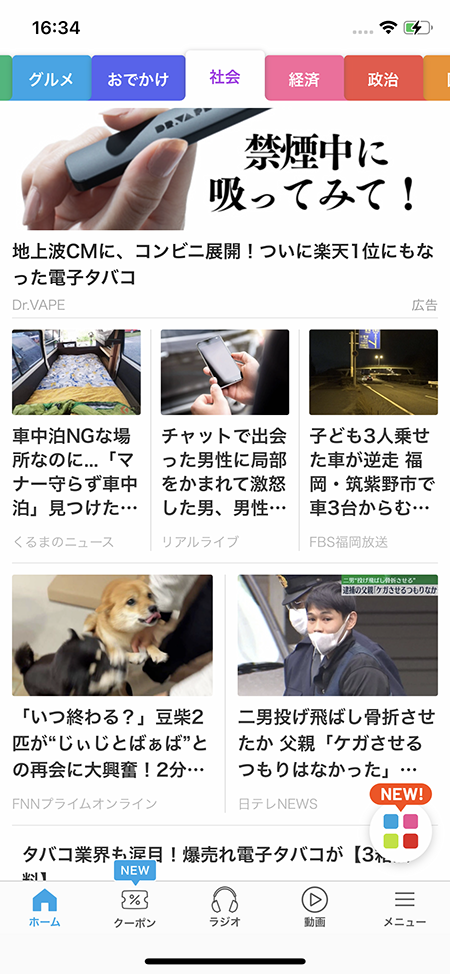 16:34
グルメ
おでかけ
社会
経済
政治
DR.VAPE
禁煙中に
吸ってみて！
地上波CMに、コンビニ展開！ついに楽天1位にもな
った電子タバコ
Dr.VAPE
広告
車中泊NGな場
所なのに...「マ
ナー守らず車中
泊」見つけた…
くるまのニュース
チャットで出会
った男性に局部
をかまれて激怒
した男、男性…
リアルライブ
子ども3人乗せ
た車が逆走 福
岡・筑紫野市で
車3台からむ…
FBS福岡放送
「いつ終わる？」豆柴2
匹が“じぃじとばぁば”と
の再会に大興奮！2分…
FNNプライムオンライン
二男“投げ飛ばし骨折させる”
逮捕の父親「ケガさせるつもりなか
二男投げ飛ばし骨折させ
たか 父親「ケガさせる
つもりはなかった」…
日テレNEWS
NEW!
タバコ業界も涙目！爆売れ電子タバコが【3箱
料】
NEW
ホーム
クーポン
ラジオ
動画
メニュー